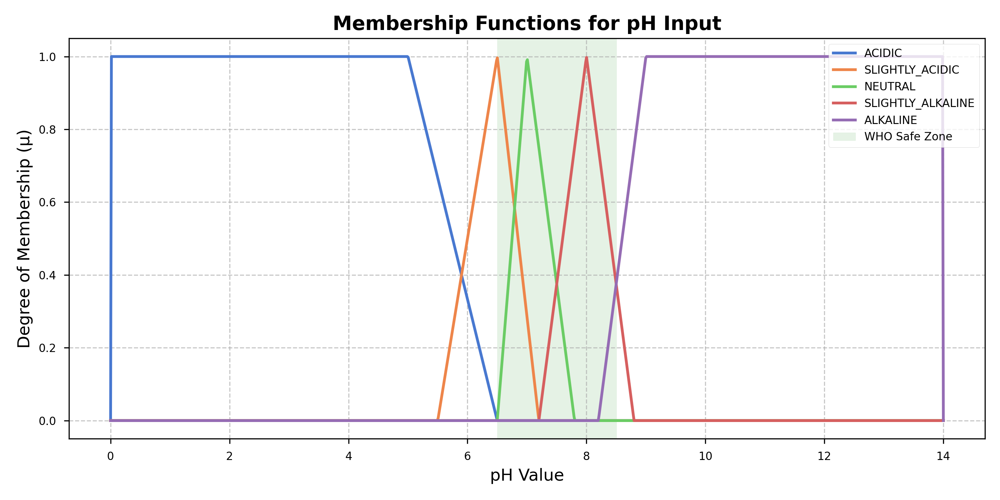 Membership Functions for pH Input
Degree of Membership (µ)
1.0
0.8
0.6
0.4
0.2
0.0
ACIDIC
SLIGHTLY_ACIDIC
NEUTRAL
SLIGHTLY_ALKALINE
ALKALINE
WHO Safe Zone
0 2 4 6 8 10 12 14
pH Value